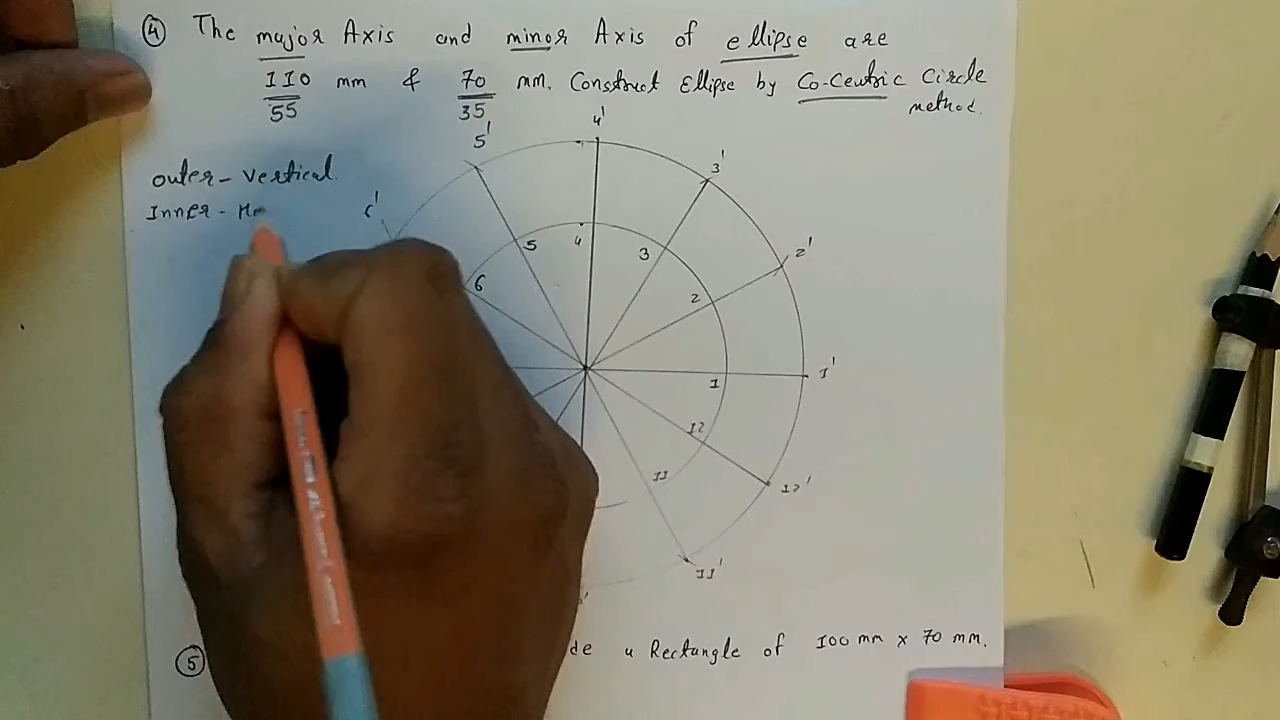 ④ The major Axis and minor Axis of ellipse are
110 mm & 70 mm. Construct Ellipse by Co-Centric Circle
55 35 method.
4'
5'
3'
outer - vertical
Inner - Ho
6'
2'
5 4 3
6 2
1 1'
12
11 12'
11'
⑤ a Rectangle of 100 mm x 70 mm.